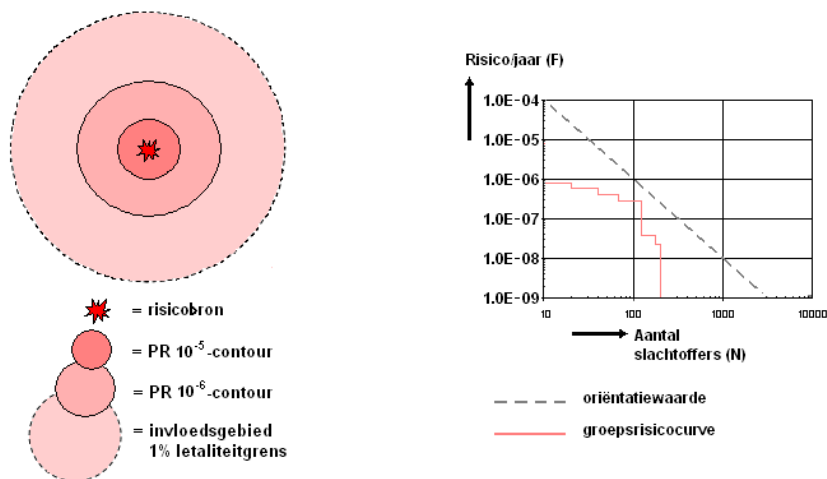 = risicobron
= PR 10⁻⁵-contour
= PR 10⁻⁶-contour
= invloedsgebied
1% letaliteitgrens
Risico/jaar (F)
1.0E-04
1.0E-05
1.0E-06
1.0E-07
1.0E-08
1.0E-09
10 100 1000 10000
Aantal
slachtoffers (N)
oriëntatiewaarde
groepsrisicocurve